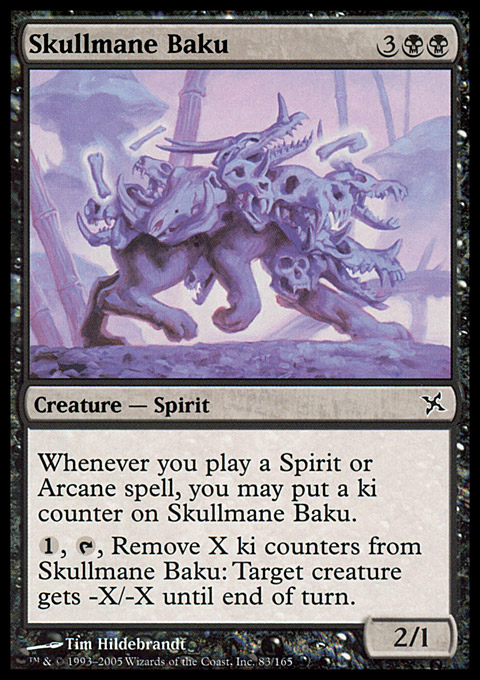 Skullmane Baku 3
Creature — Spirit
Whenever you play a Spirit or
Arcane spell, you may put a ki
counter on Skullmane Baku.
1, , Remove X ki counters from
Skullmane Baku: Target creature
gets -X/-X until end of turn.
Tim Hildebrandt
2/1
™ & © 1993–2005 Wizards of the Coast, Inc. 83/165